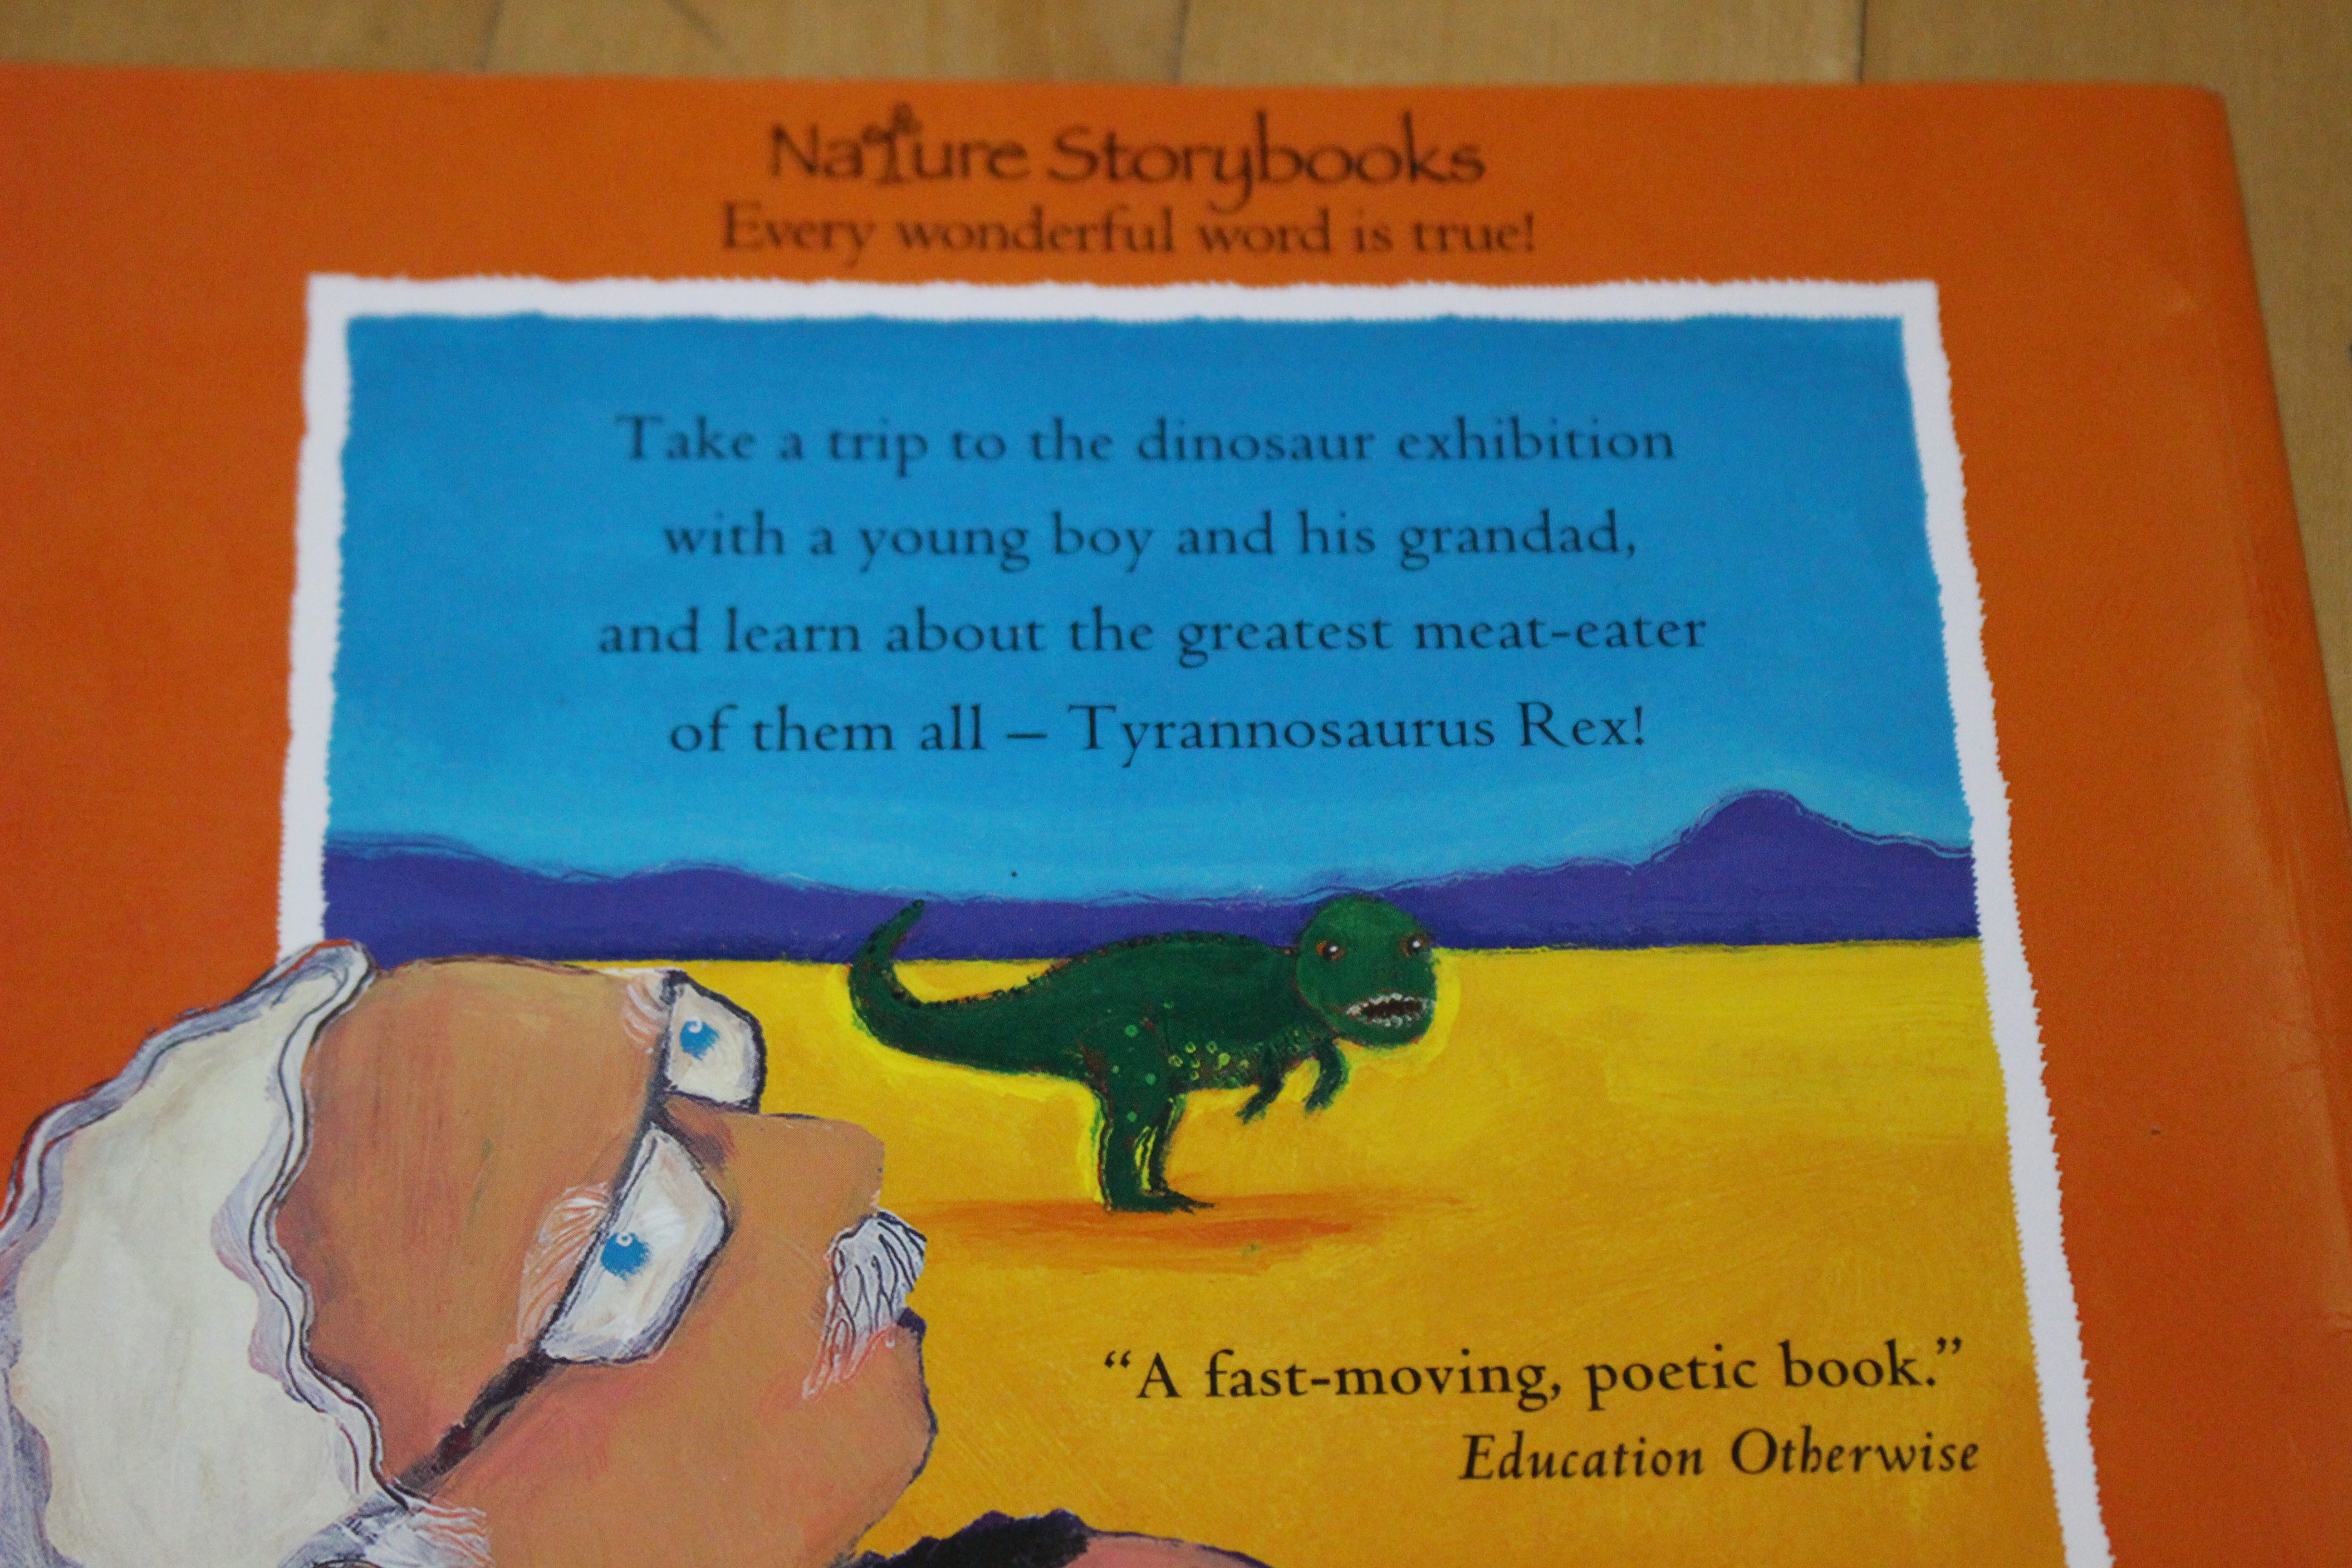 Nature Storybooks
Every wonderful word is true!
Take a trip to the dinosaur exhibition
with a young boy and his grandad,
and learn about the greatest meat-eater
of them all – Tyrannosaurus Rex!
“A fast-moving, poetic book.”
Education Otherwise